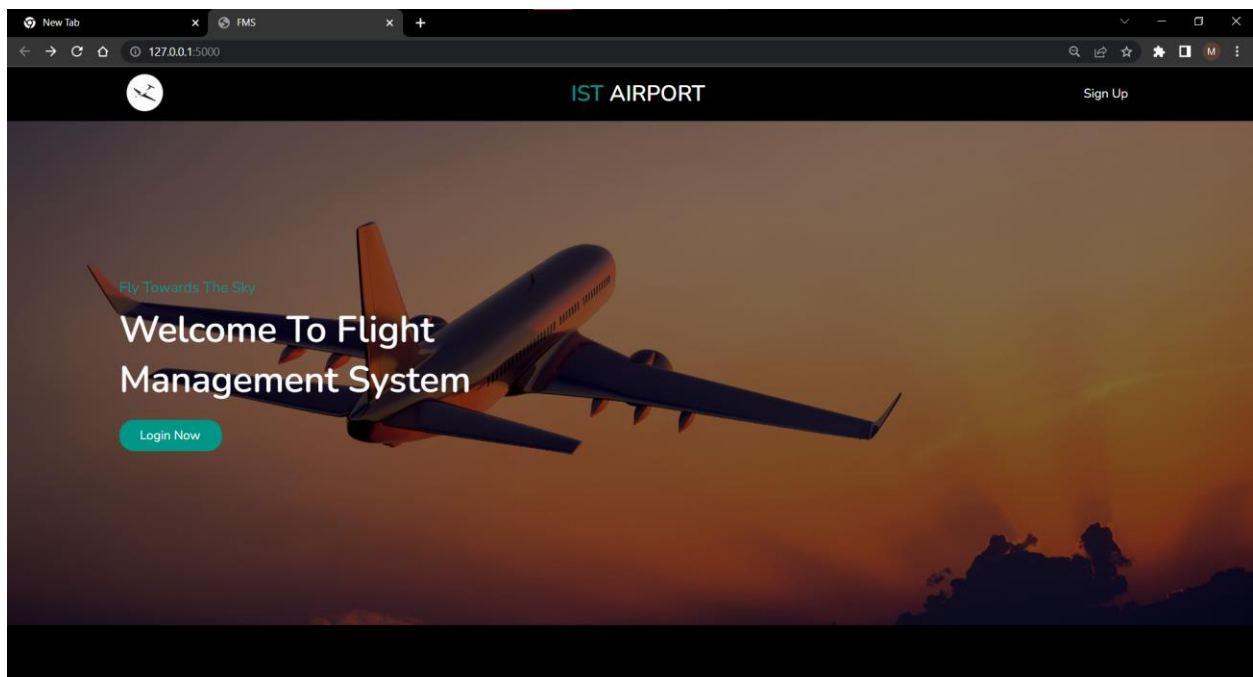 New Tab
FMS
127.0.0.1:5000
M
IST AIRPORT
Sign Up
Fly Towards The Sky
Welcome To Flight
Management System
Login Now